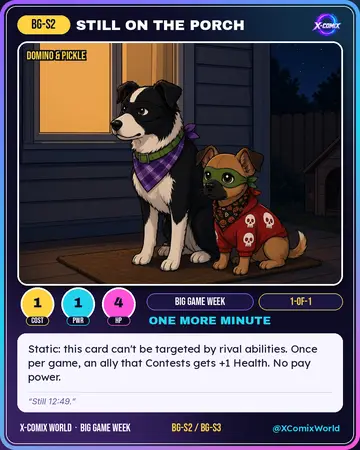 BG-S2
STILL ON THE PORCH
X-COMIX
DOMINO & PICKLE
1
COST
1
PWR
4
HP
BIG GAME WEEK
1-OF-1
ONE MORE MINUTE
Static: this card can't be targeted by rival abilities. Once
per game, an ally that Contests gets +1 Health. No pay
power.
"Still 12:49."
X-COMIX WORLD · BIG GAME WEEK
BG-S2 / BG-S3
@XComixWorld